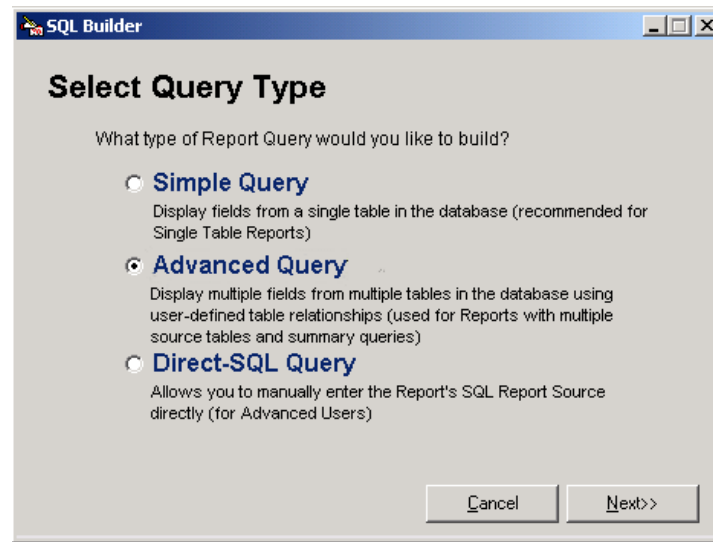 SQL Builder
Select Query Type
What type of Report Query would you like to build?
Simple Query
Display fields from a single table in the database (recommended for
Single Table Reports)
Advanced Query
Display multiple fields from multiple tables in the database using
user-defined table relationships (used for Reports with multiple
source tables and summary queries)
Direct-SQL Query
Allows you to manually enter the Report's SQL Report Source
directly (for Advanced Users)
Cancel Next>>